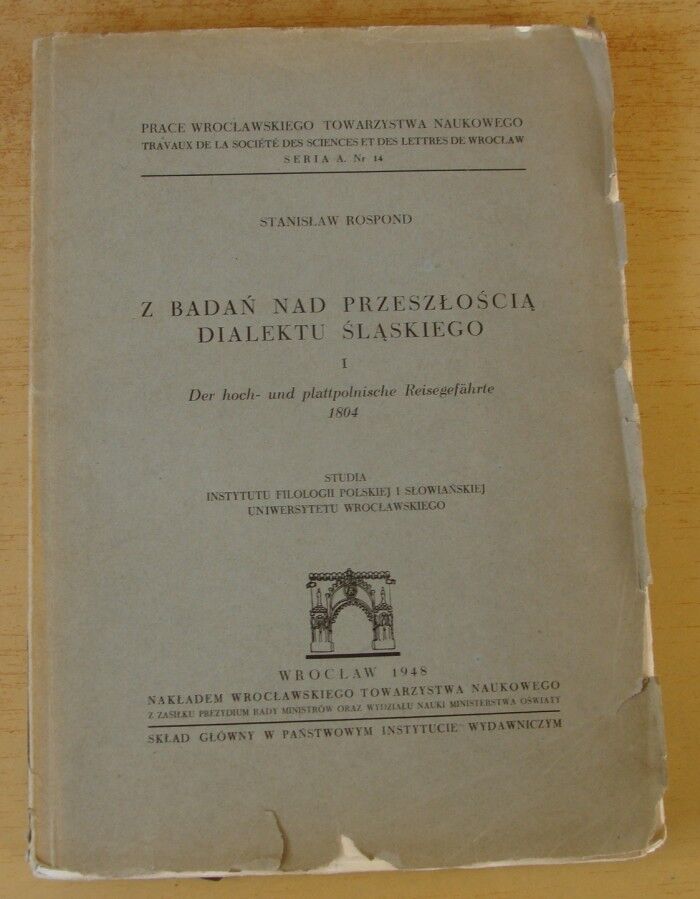 PRACE WROCŁAWSKIEGO TOWARZYSTWA NAUKOWEGO
TRAVAUX DE LA SOCIÉTÉ DES SCIENCES ET DES LETTRES DE WROCŁAW
SERIA A. Nr 14
STANISŁAW ROSPOND
Z BADAŃ NAD PRZESZŁOŚCIĄ
DIALEKTU ŚLĄSKIEGO
I
Der hoch- und plattpolnische Reisegefährte
1804
STUDIA
INSTYTUTU FILOLOGII POLSKIEJ I SŁOWIAŃSKIEJ
UNIWERSYTETU WROCŁAWSKIEGO
WROCŁAW 1948
NAKŁADEM WROCŁAWSKIEGO TOWARZYSTWA NAUKOWEGO
Z ZASIŁKU PREZYDIUM RADY MINISTRÓW ORAZ WYDZIAŁU NAUKI MINISTERSTWA OŚWIATY
SKŁAD GŁÓWNY W PAŃSTWOWYM INSTYTUCIE WYDAWNICZYM